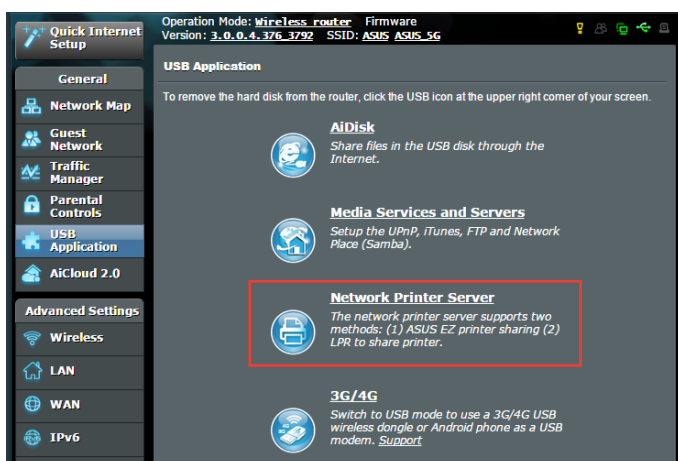 Quick Internet
Setup
Operation Mode: Wireless router Firmware
Version: 3.0.0.4.376_3792 SSID: ASUS ASUS_5G
General
Network Map
Guest
Network
Traffic
Manager
Parental
Controls
USB
Application
AiCloud 2.0
Advanced Settings
Wireless
LAN
WAN
IPv6
USB Application
To remove the hard disk from the router, click the USB icon at the upper right corner of your screen.
AiDisk
Share files in the USB disk through the
Internet.
Media Services and Servers
Setup the UPnP, iTunes, FTP and Network
Place (Samba).
Network Printer Server
The network printer server supports two
methods: (1) ASUS EZ printer sharing (2)
LPR to share printer.
3G/4G
Switch to USB mode to use a 3G/4G USB
wireless dongle or Android phone as a USB
modem. Support